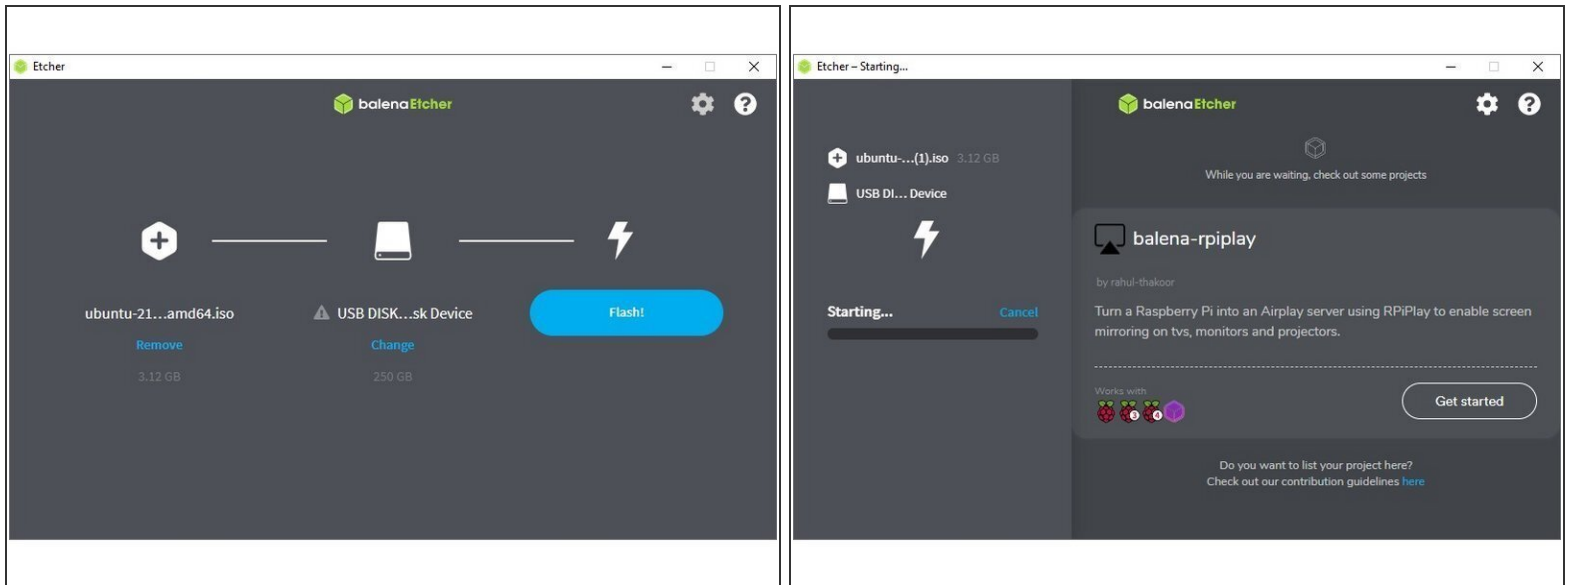 Etcher
balenaEtcher
ubuntu-21...amd64.iso
Remove
3.12 GB
USB DISK...sk Device
Change
250 GB
Flash!
Etcher – Starting...
ubuntu-...(1).iso 3.12 GB
USB DI... Device
Starting...
Cancel
balenaEtcher
While you are waiting, check out some projects
balena-rpiplay
by rahul-thakoor
Turn a Raspberry Pi into an Airplay server using RPiPlay to enable screen
mirroring on tvs, monitors and projectors.
Works with
3
4
Get started
Do you want to list your project here?
Check out our contribution guidelines here